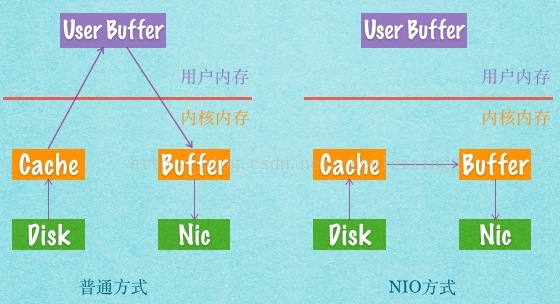 User Buffer
用户内存
内核内存
Cache
Buffer
Disk
Nic
普通方式
User Buffer
用户内存
内核内存
Cache
Buffer
Disk
Nic
NIO方式